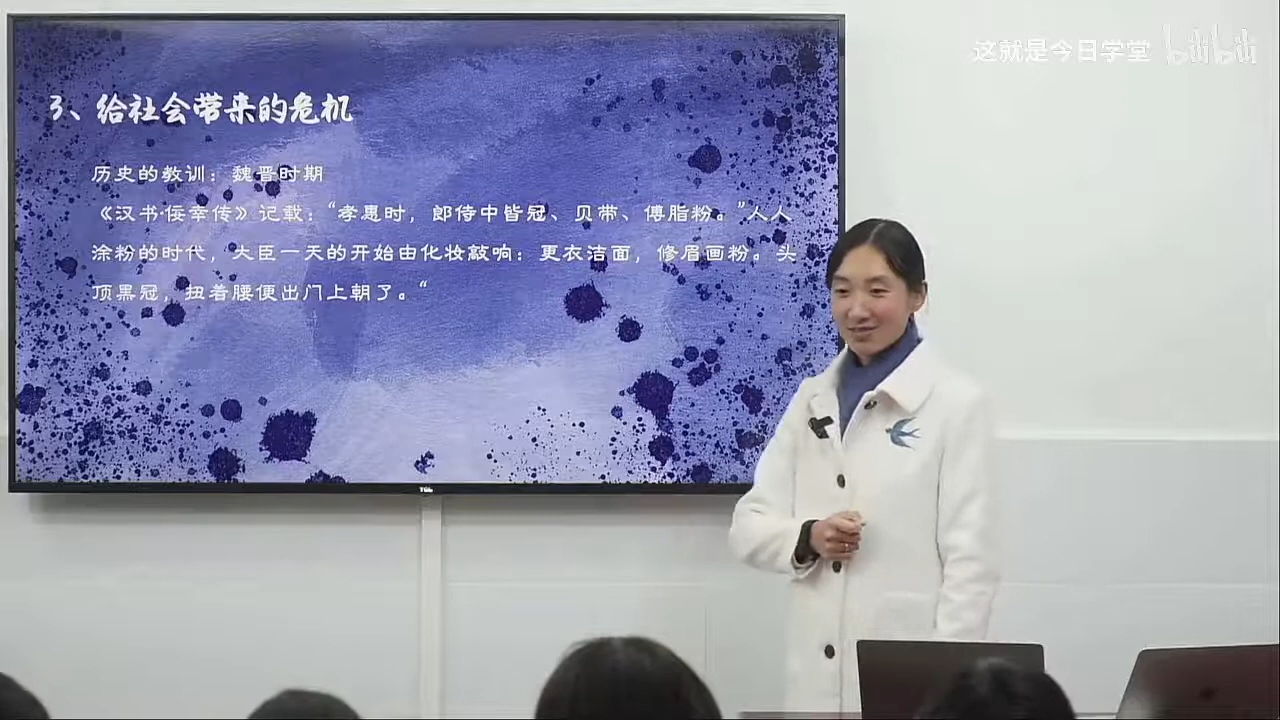 这就是今日学堂 bilibili
3、给社会带来的危机
历史的教训：魏晋时期
《汉书·佞幸传》记载：“孝惠时，郎侍中皆冠、贝带、傅脂粉。”人人
涂粉的时代，大臣一天的开始由化妆敲响：更衣洁面，修眉画粉。头
顶黑冠，扭着腰便出门上朝了。“
TCL